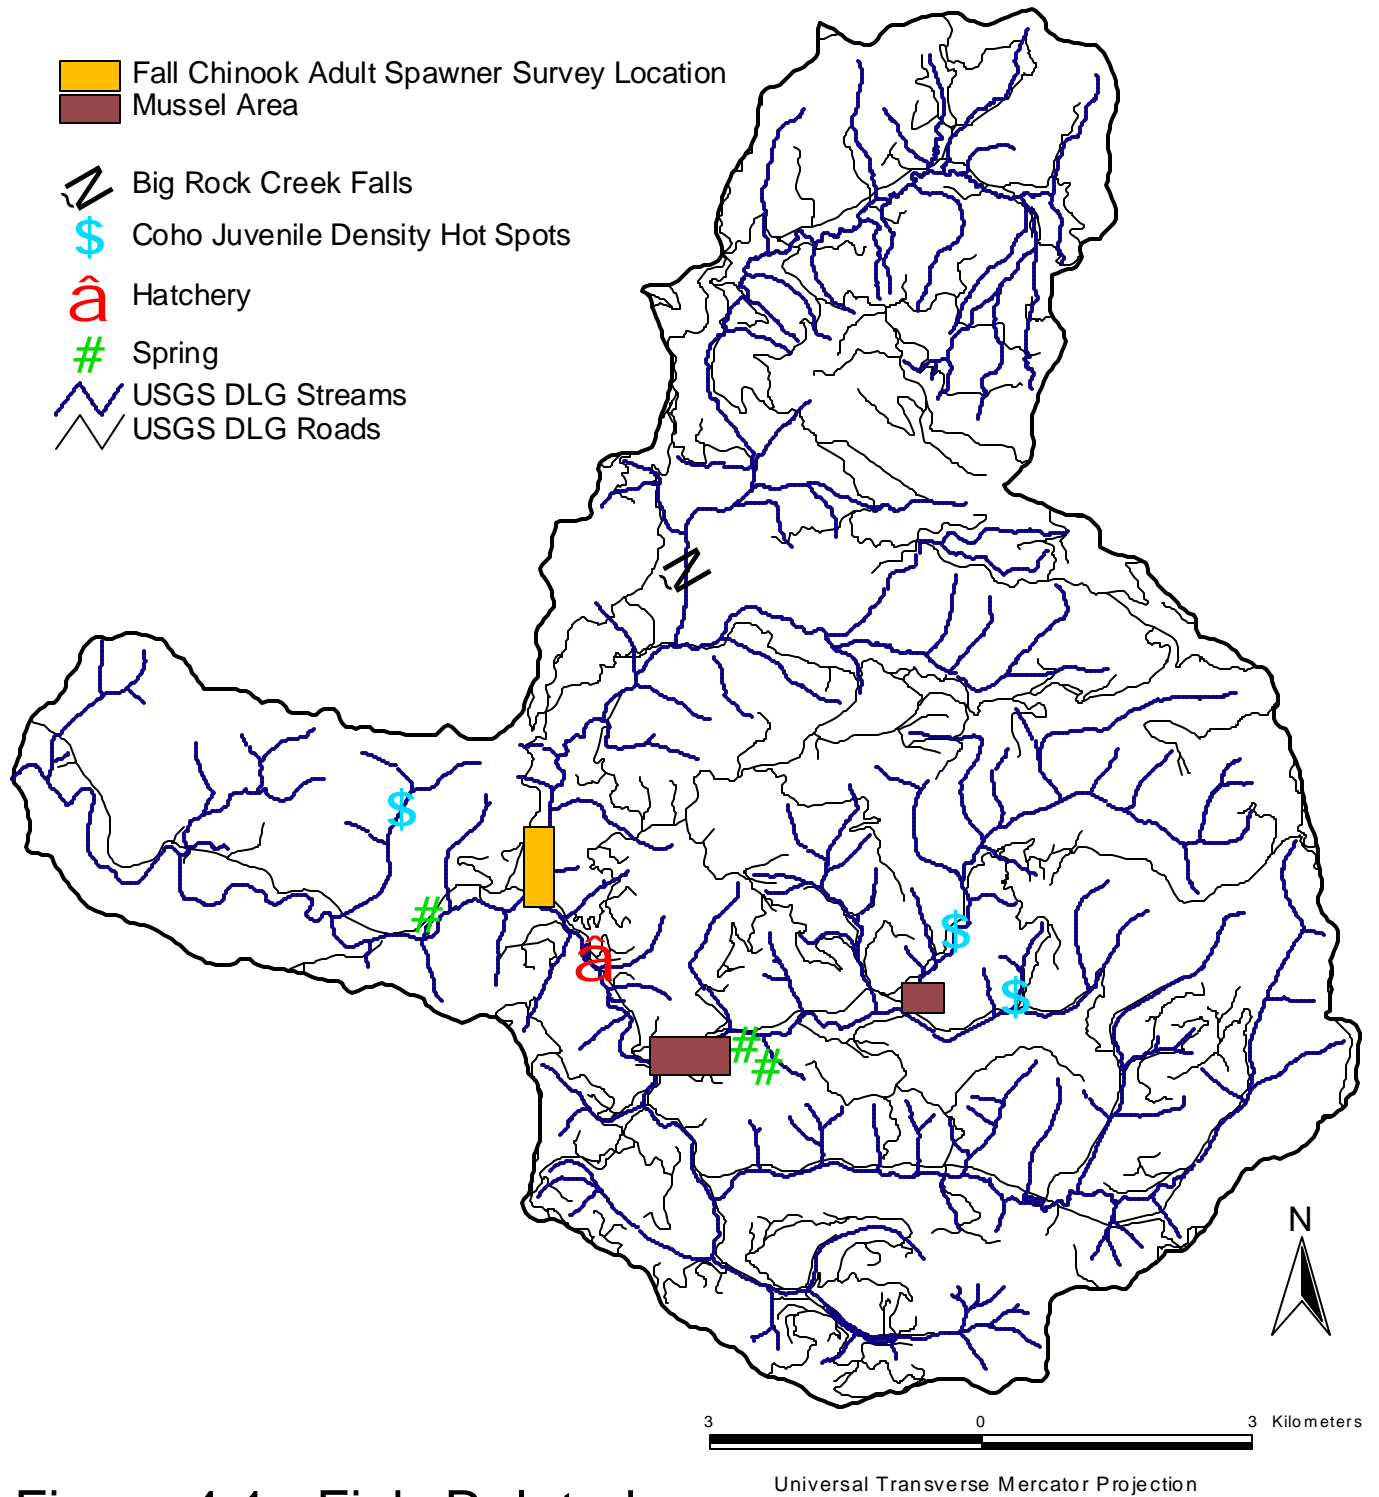 Fall Chinook Adult Spawner Survey Location
Mussel Area
Big Rock Creek Falls
$ Coho Juvenile Density Hot Spots
â Hatchery
# Spring
USGS DLG Streams
USGS DLG Roads
$
$
#
â
$
#
#
N
3 0 3 Kilometers
Universal Transverse Mercator Projection